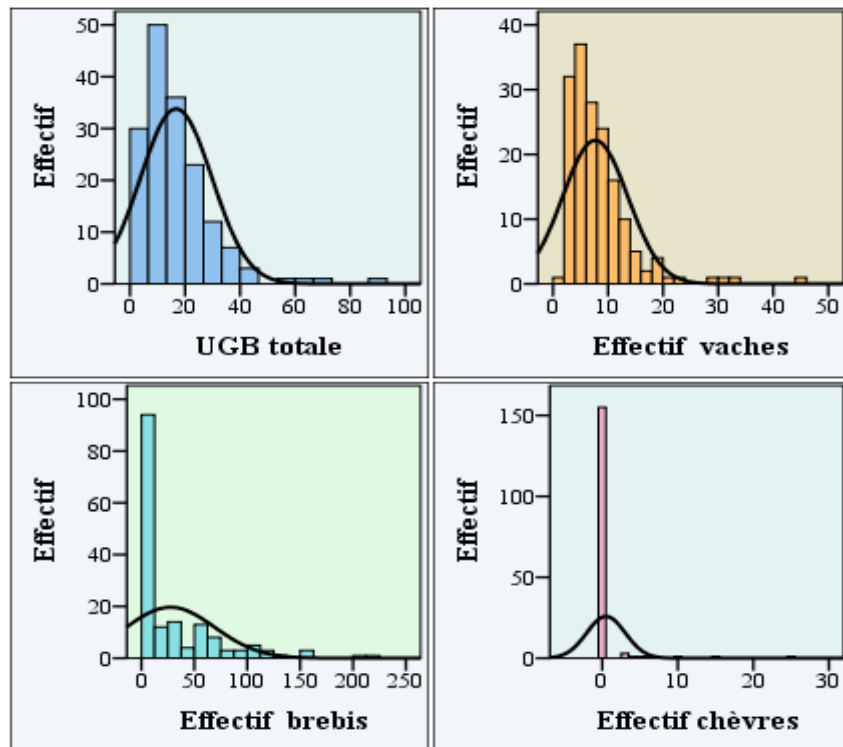 50
40
30
20
10
0
Effectif
0 20 40 60 80 100
UGB totale
40
30
20
10
0
Effectif
0 10 20 30 40 50
Effectif vaches
100
80
60
40
20
0
Effectif
0 50 100 150 200 250
Effectif brebis
150
100
50
0
Effectif
0 10 20 30
Effectif chèvres